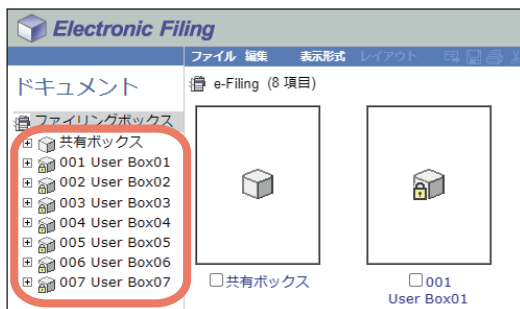 Electronic Filing
ファイル 編集 表示形式 レイアウト
ドキュメント
e-Filing (8 項目)
ファイリングボックス
共有ボックス
001 User Box01
002 User Box02
003 User Box03
004 User Box04
005 User Box05
006 User Box06
007 User Box07
共有ボックス
001
User Box01